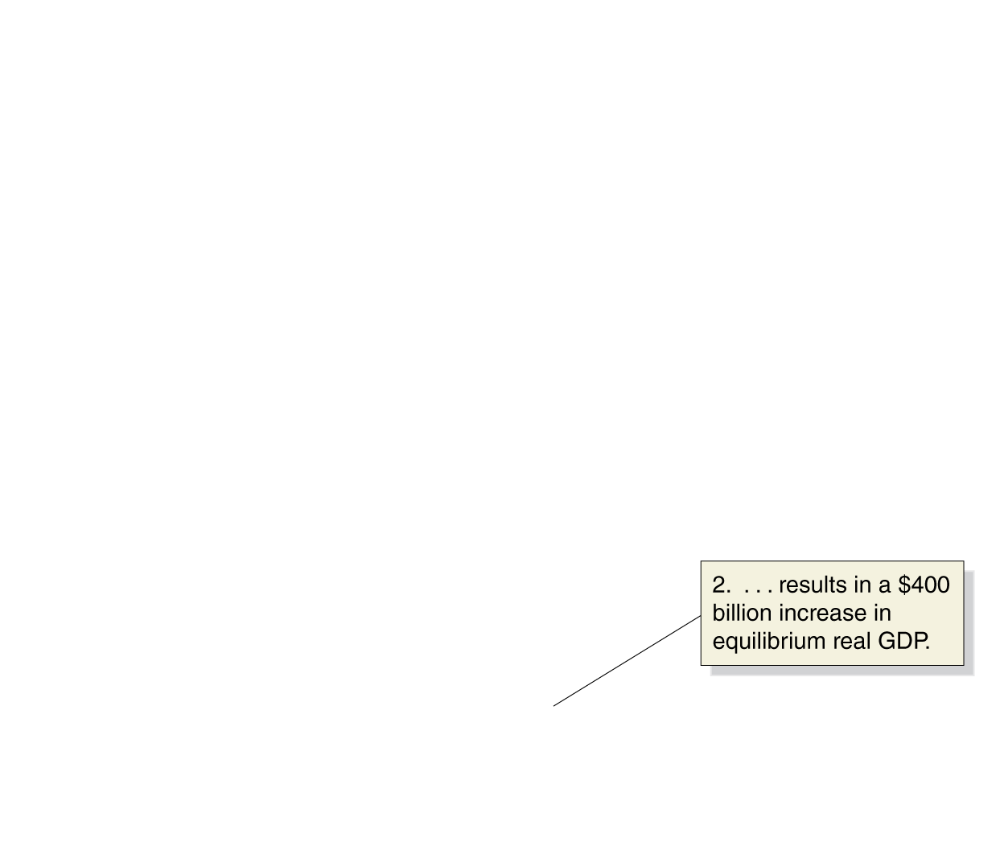 2. . . . results in a $400
billion increase in
equilibrium real GDP.